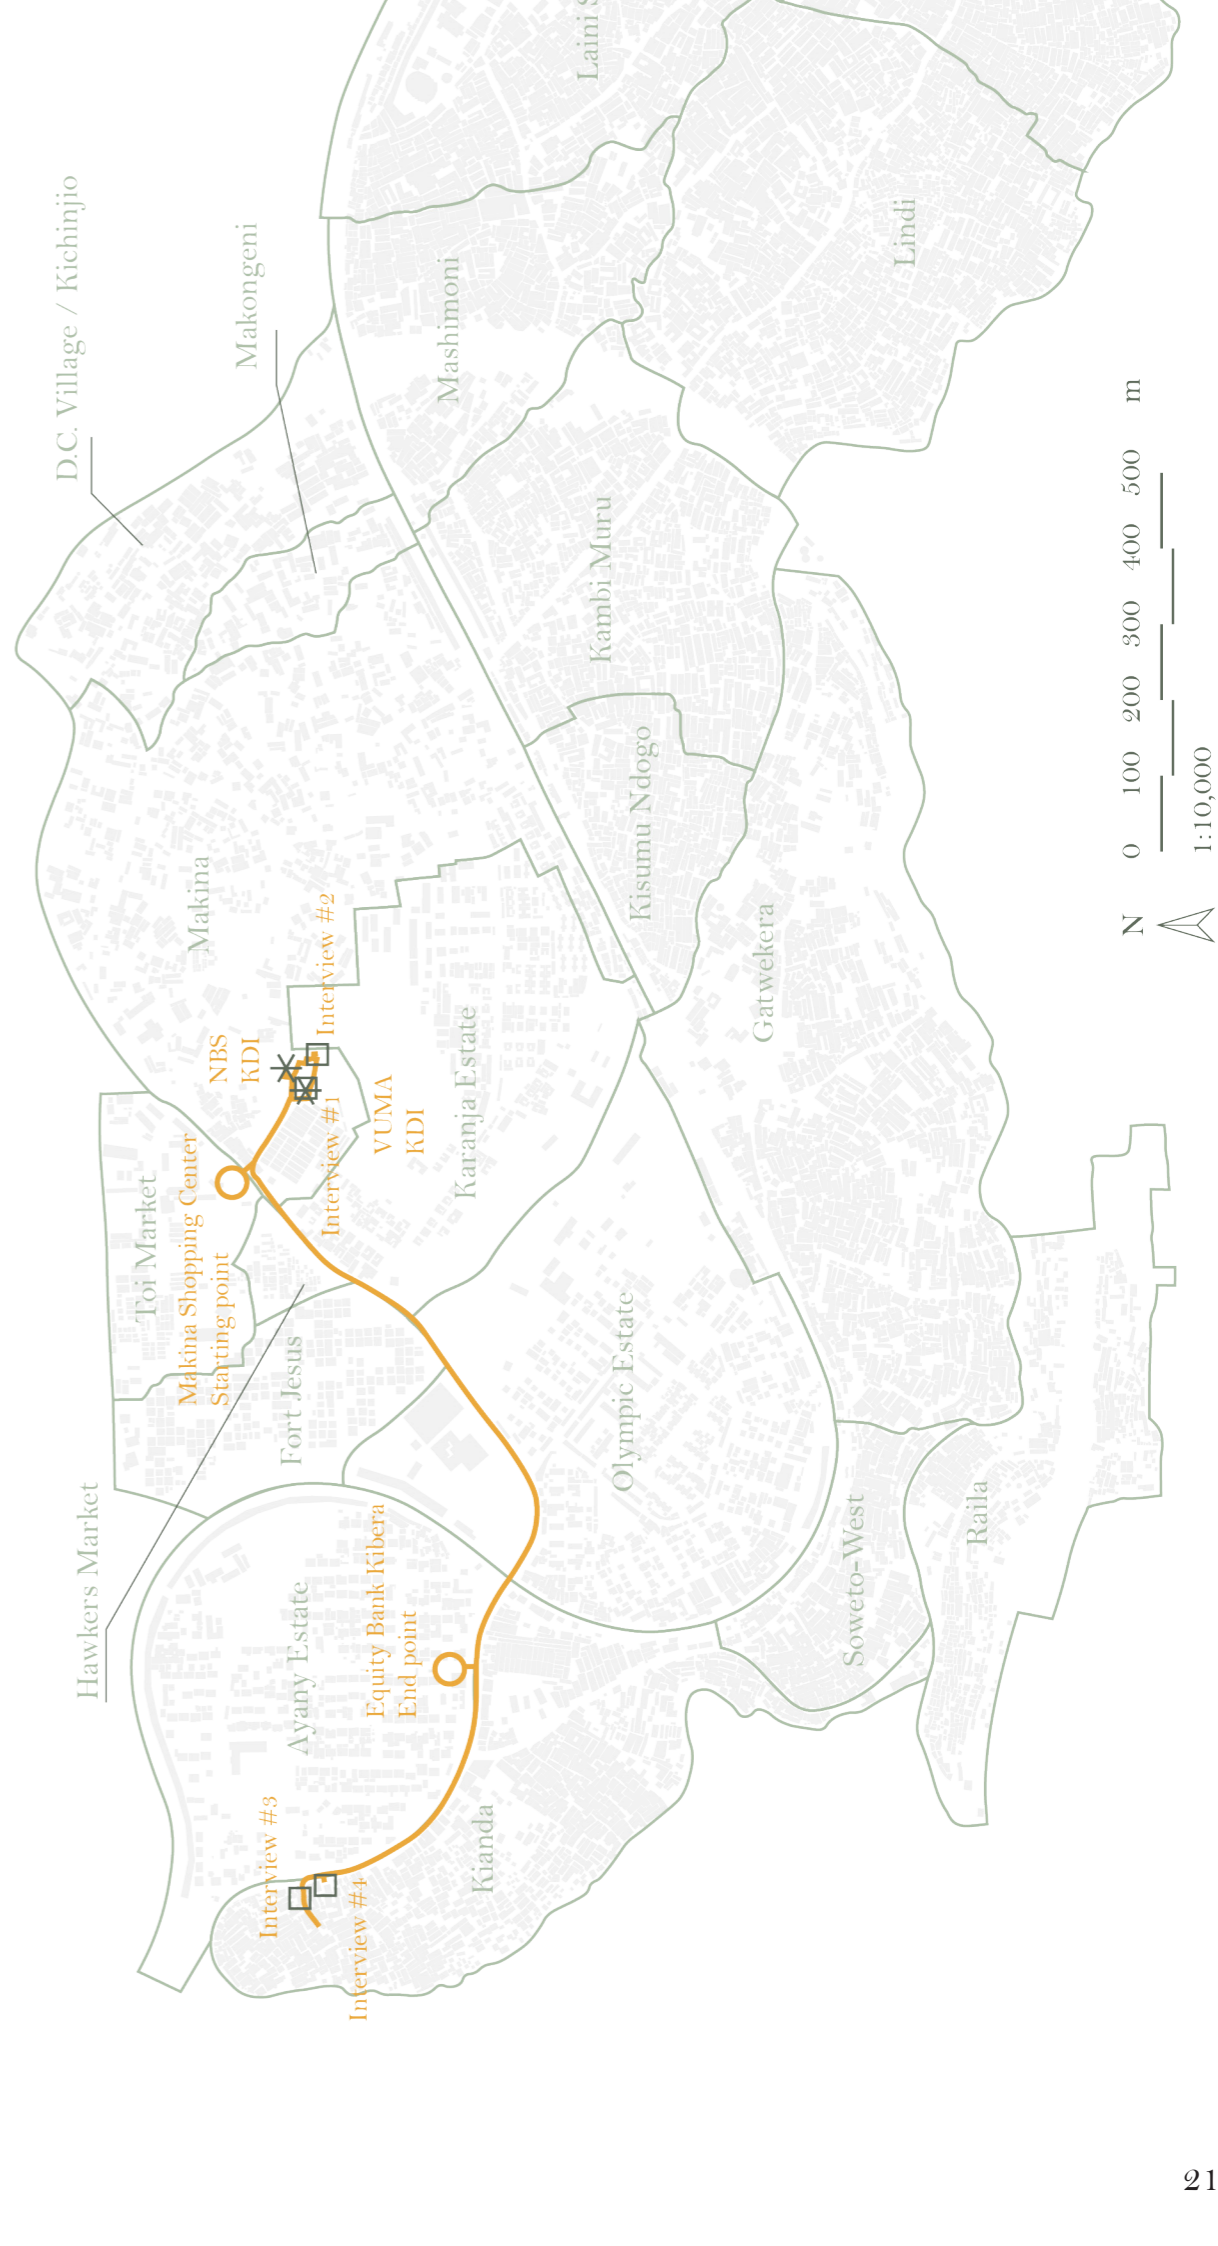 D.C. Village / Kichinjio
Makongeni
Mashimoni
Lindi
Kambi Muru
Kisumu Ndogo
Makina
NBS
KDI
Interview #2
Interview #1
VUMA
KDI
Karanja Estate
Gatwekera
Toi Market
Makina Shopping Center
Starting point
Fort Jesus
Hawkers Market
Olympic Estate
Ayany Estate
Equity Bank Kibera
End point
Soweto-West
Raila
Interview #3
Interview #4
Kianda
N
0 100 200 300 400 500 m
1:10,000
21